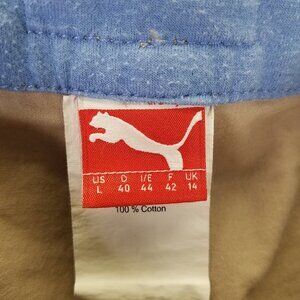 US D I/E F UK
L 40 44 42 14
100 % Cotton